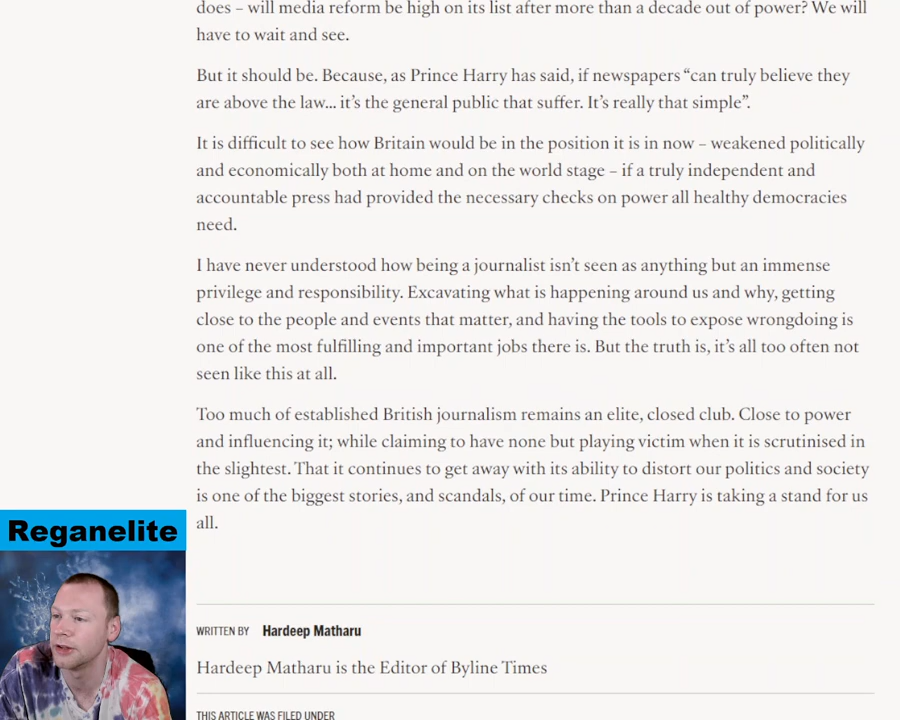 does – will media reform be high on its list after more than a decade out of power? We will
have to wait and see.
But it should be. Because, as Prince Harry has said, if newspapers “can truly believe they
are above the law... it’s the general public that suffer. It’s really that simple”.
It is difficult to see how Britain would be in the position it is in now – weakened politically
and economically both at home and on the world stage – if a truly independent and
accountable press had provided the necessary checks on power all healthy democracies
need.
I have never understood how being a journalist isn’t seen as anything but an immense
privilege and responsibility. Excavating what is happening around us and why, getting
close to the people and events that matter, and having the tools to expose wrongdoing is
one of the most fulfilling and important jobs there is. But the truth is, it’s all too often not
seen like this at all.
Too much of established British journalism remains an elite, closed club. Close to power
and influencing it; while claiming to have none but playing victim when it is scrutinised in
the slightest. That it continues to get away with its ability to distort our politics and society
is one of the biggest stories, and scandals, of our time. Prince Harry is taking a stand for us
all.
Reganelite
WRITTEN BY Hardeep Matharu
Hardeep Matharu is the Editor of Byline Times
THIS ARTICLE WAS FILED UNDER